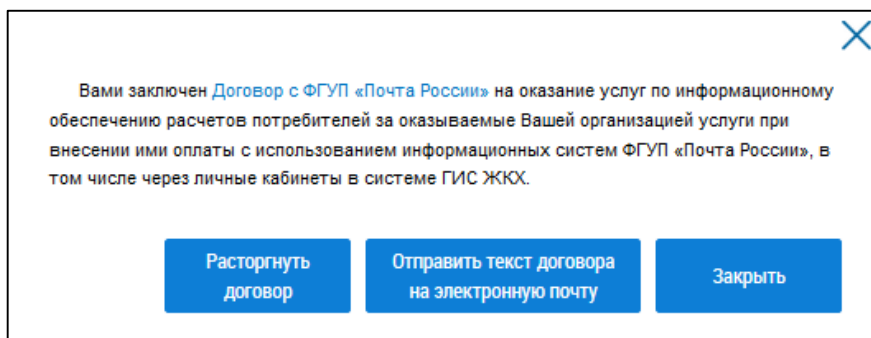 Вами заключен Договор с ФГУП «Почта России» на оказание услуг по информационному
обеспечению расчетов потребителей за оказываемые Вашей организацией услуги при
внесении ими оплаты с использованием информационных систем ФГУП «Почта России», в
том числе через личные кабинеты в системе ГИС ЖКХ.
Расторгнуть
договор
Отправить текст договора
на электронную почту
Закрыть